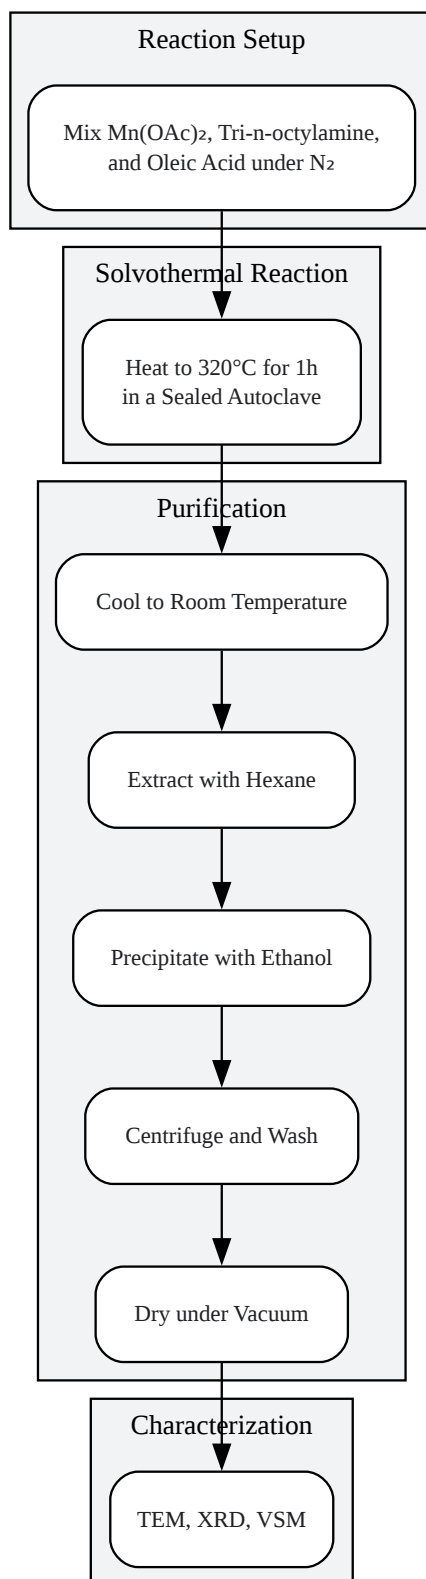 Reaction Setup
Mix Mn(OAc)₂, Tri-n-octylamine,
and Oleic Acid under N₂
Solvothermal Reaction
Heat to 320°C for 1h
in a Sealed Autoclave
Purification
Cool to Room Temperature
Extract with Hexane
Precipitate with Ethanol
Centrifuge and Wash
Dry under Vacuum
Characterization
TEM, XRD, VSM